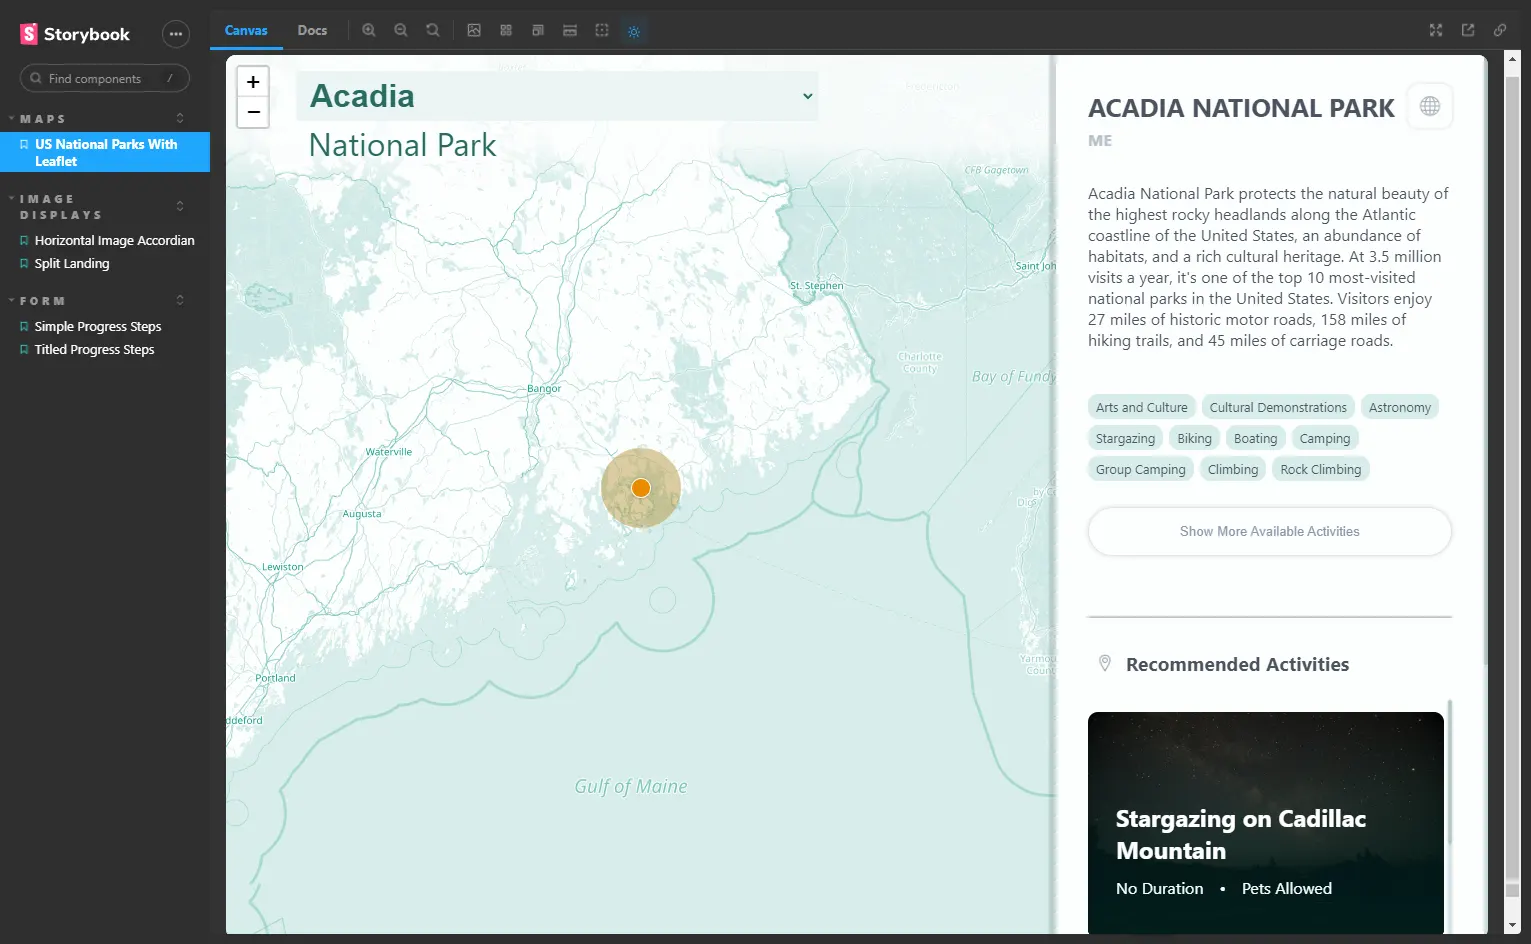 Storybook
Find components
/
MAPS
US National Parks With
Leaflet
IMAGE
DISPLAYS
Horizontal Image Accordian
Split Landing
FORM
Simple Progress Steps
Titled Progress Steps
Canvas
Docs
+
−
Acadia
National Park
Fredericton
CFB Gagetown
Saint Joh
St. Stephen
Charlotte
County
Bay of Fundy
Bangor
Waterville
Augusta
Lewiston
Portland
ddeford
by Co
Yarmou
Count
Gulf of Maine
ACADIA NATIONAL PARK
ME
Acadia National Park protects the natural beauty of
the highest rocky headlands along the Atlantic
coastline of the United States, an abundance of
habitats, and a rich cultural heritage. At 3.5 million
visits a year, it's one of the top 10 most-visited
national parks in the United States. Visitors enjoy
27 miles of historic motor roads, 158 miles of
hiking trails, and 45 miles of carriage roads.
Arts and Culture Cultural Demonstrations Astronomy
Stargazing Biking Boating Camping
Group Camping Climbing Rock Climbing
Show More Available Activities
Recommended Activities
Stargazing on Cadillac
Mountain
No Duration • Pets Allowed